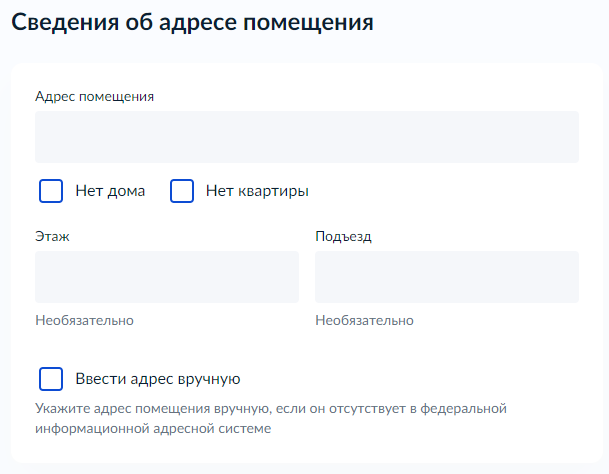 Сведения об адресе помещения
Адрес помещения
Нет дома Нет квартиры
Этаж Подъезд
Необязательно Необязательно
Ввести адрес вручную
Укажите адрес помещения вручную, если он отсутствует в федеральной
информационной адресной системе